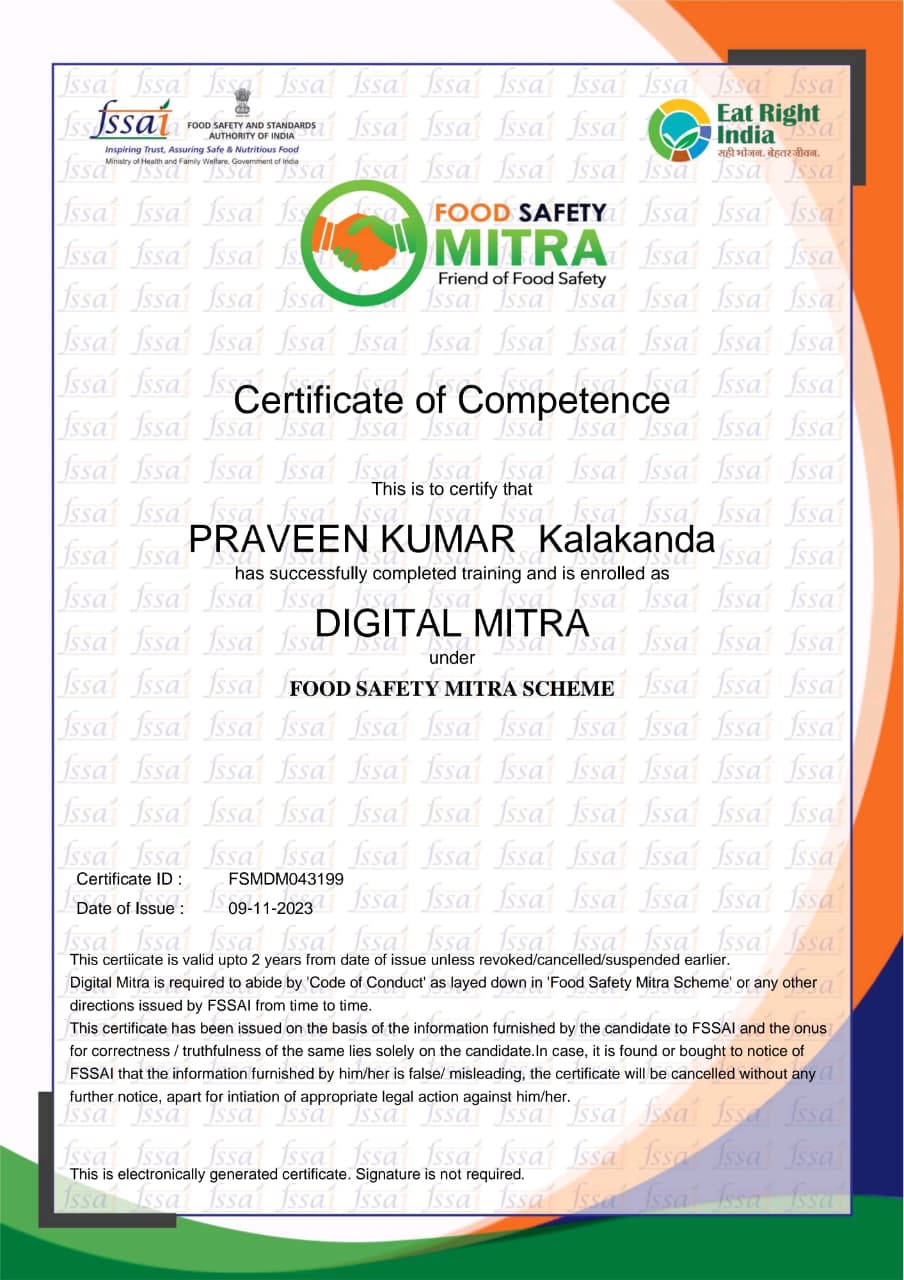 fssai
FOOD SAFETY AND STANDARDS
AUTHORITY OF INDIA
Inspiring Trust, Assuring Safe & Nutritious Food
Ministry of Health and Family Welfare, Government of India
Eat Right
India
सही भोजन. बेहतर जीवन.
FOOD SAFETY
MITRA
Friend of Food Safety
Certificate of Competence
This is to certify that
PRAVEEN KUMAR Kalakanda
has successfully completed training and is enrolled as
DIGITAL MITRA
under
FOOD SAFETY MITRA SCHEME
Certificate ID : FSMDM043199
Date of Issue : 09-11-2023
This certiicate is valid upto 2 years from date of issue unless revoked/cancelled/suspended earlier.
Digital Mitra is required to abide by 'Code of Conduct' as layed down in 'Food Safety Mitra Scheme' or any other
directions issued by FSSAI from time to time.
This certificate has been issued on the basis of the information furnished by the candidate to FSSAI and the onus
for correctness / truthfulness of the same lies solely on the candidate.In case, it is found or bought to notice of
FSSAI that the information furnished by him/her is false/ misleading, the certificate will be cancelled without any
further notice, apart for intiation of appropriate legal action against him/her.
This is electronically generated certificate. Signature is not required.